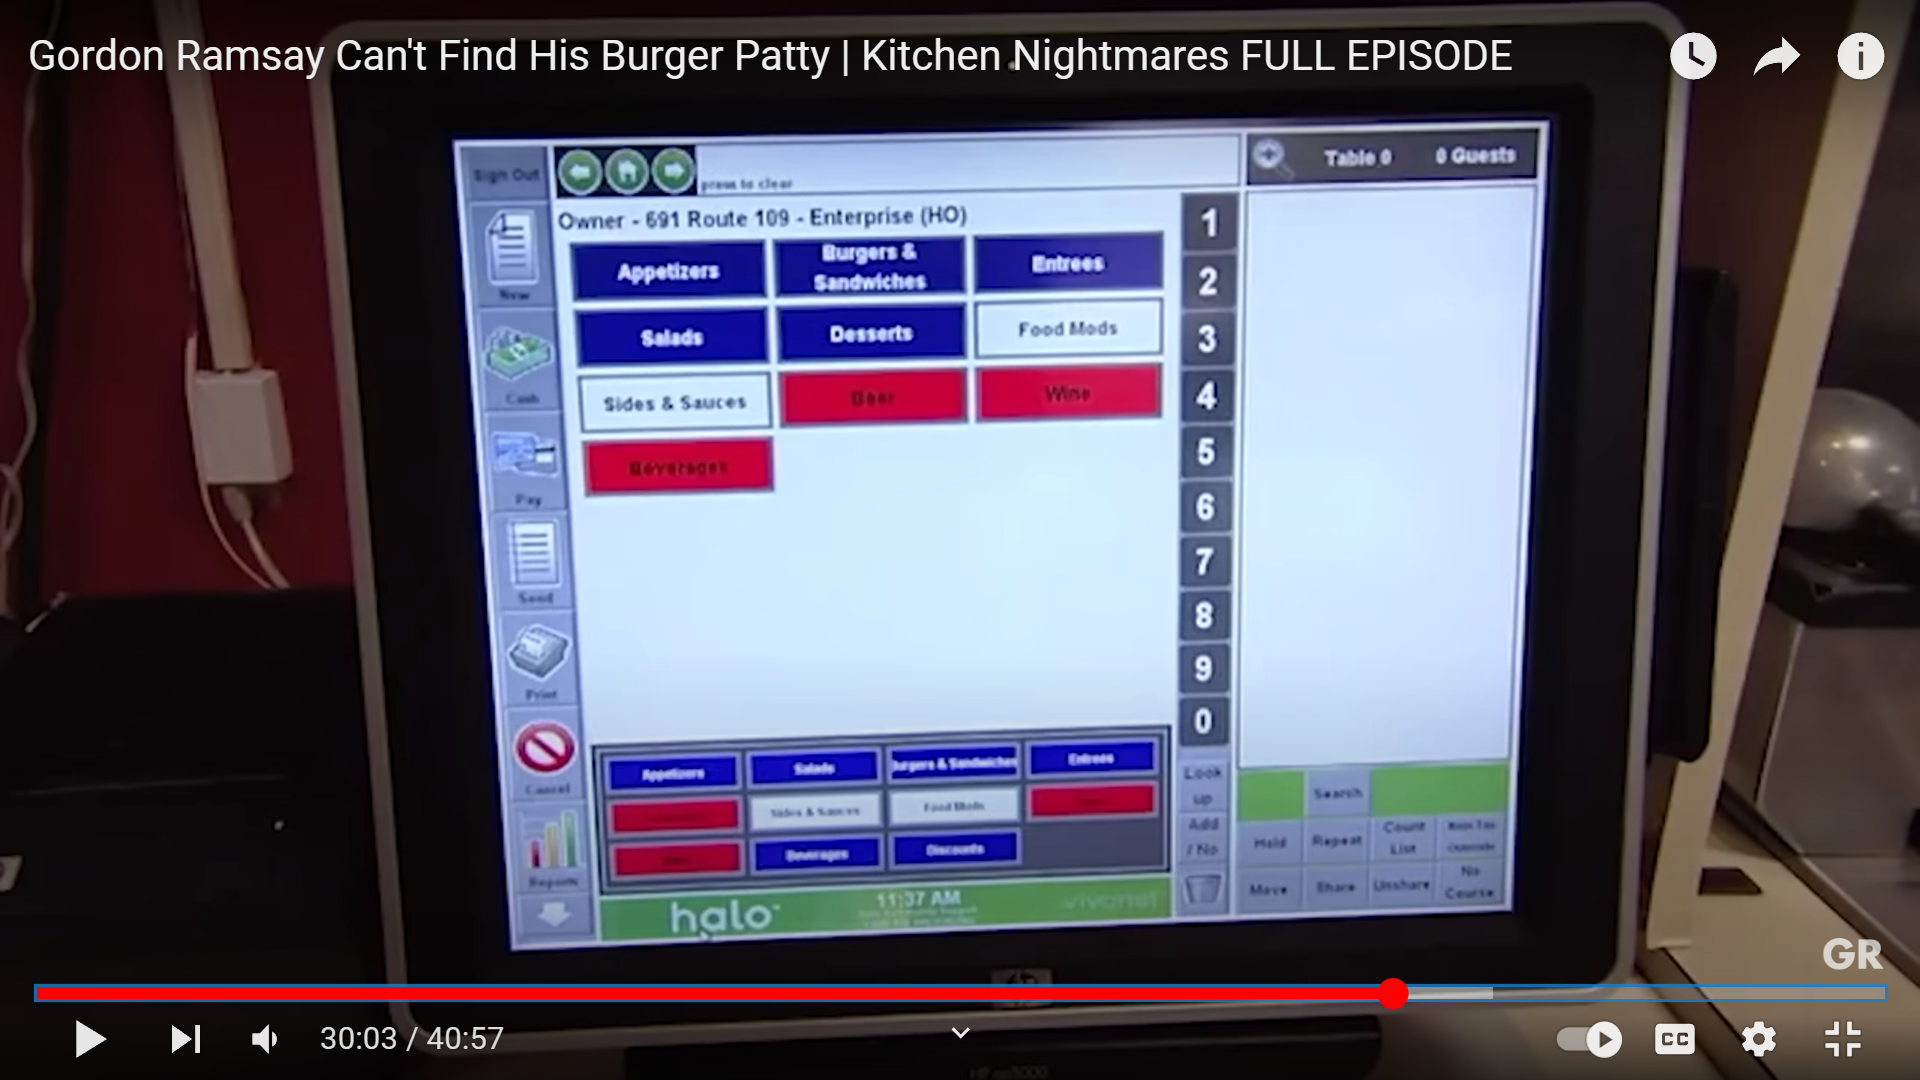 Gordon Ramsay Can't Find His Burger Patty | Kitchen Nightmares FULL EPISODE
Sign Out
press to clear
Table 0 0 Guests
Owner - 691 Route 109 - Enterprise (HO)
New
Cash
Pay
Send
Print
Cancel
Reports
Appetizers
Burgers &
Sandwiches
Entrees
Salads
Desserts
Food Mods
Sides & Sauces
Beer
Wine
Beverages
1
2
3
4
5
6
7
8
9
0
Look
up
Add
/ No
Appetizers
Salads
Burgers & Sandwiches
Entrees
Sides & Sauces
Food Mods
Beverages
Discounts
halo
11:37 AM
vivonet
Search
Hold
Repeat
Count
List
Move
Share
Unshare
No
Course
hp
GR
30:03 / 40:57
CC